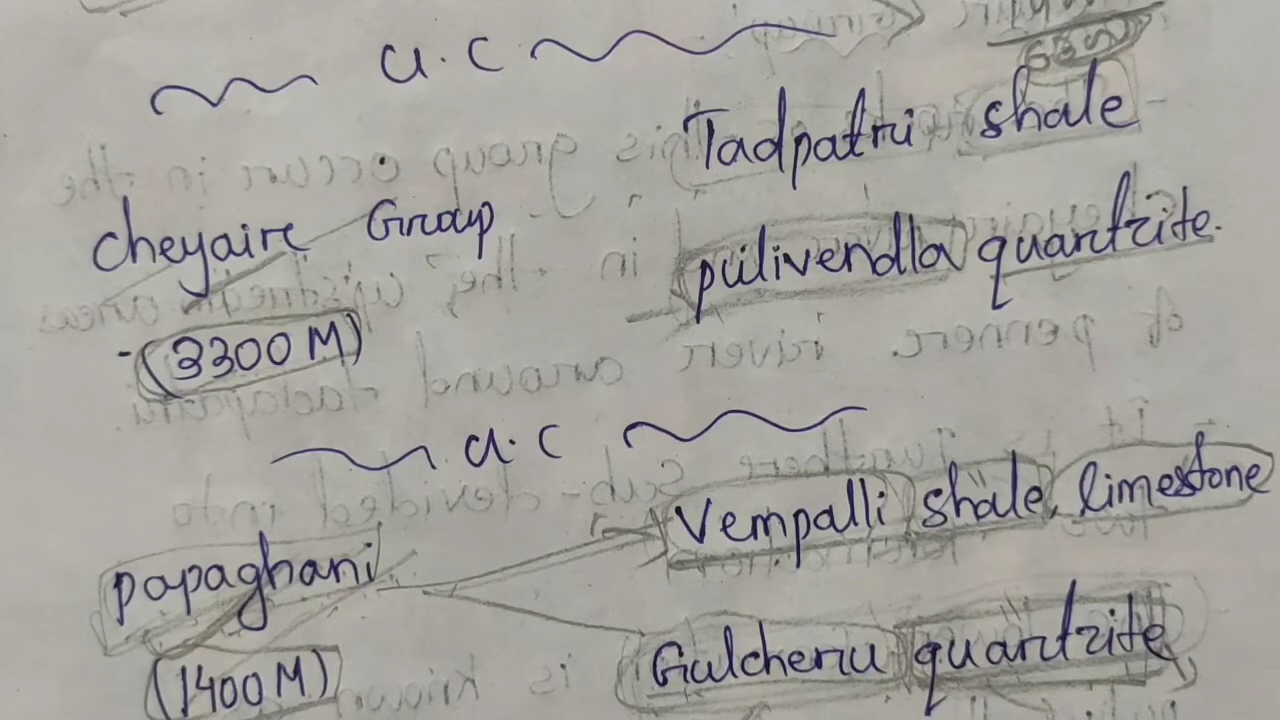 u.c
Tadpatri shale
cheyaire Group
pulivendla quartzite.
(3300 M)
u.c
Vempalli shale, limestone
papaghani
Gulcheru quartzite
(1400 M)